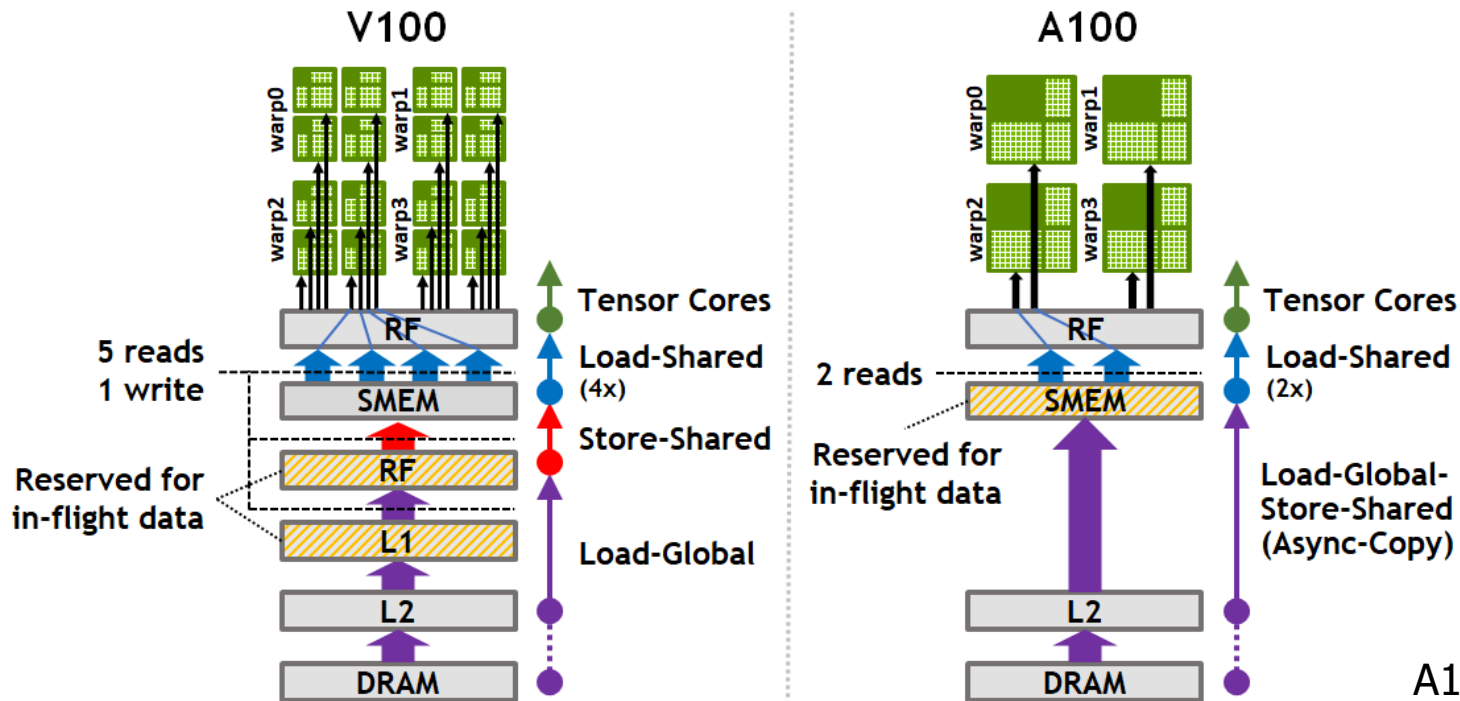 V100
warp0
warp1
warp2
warp3
RF
SMEM
RF
L1
L2
DRAM
5 reads
1 write
Reserved for
in-flight data
Tensor Cores
Load-Shared
(4x)
Store-Shared
Load-Global
A100
warp0
warp1
warp2
warp3
RF
SMEM
L2
DRAM
2 reads
Reserved for
in-flight data
Tensor Cores
Load-Shared
(2x)
Load-Global-
Store-Shared
(Async-Copy)
A1